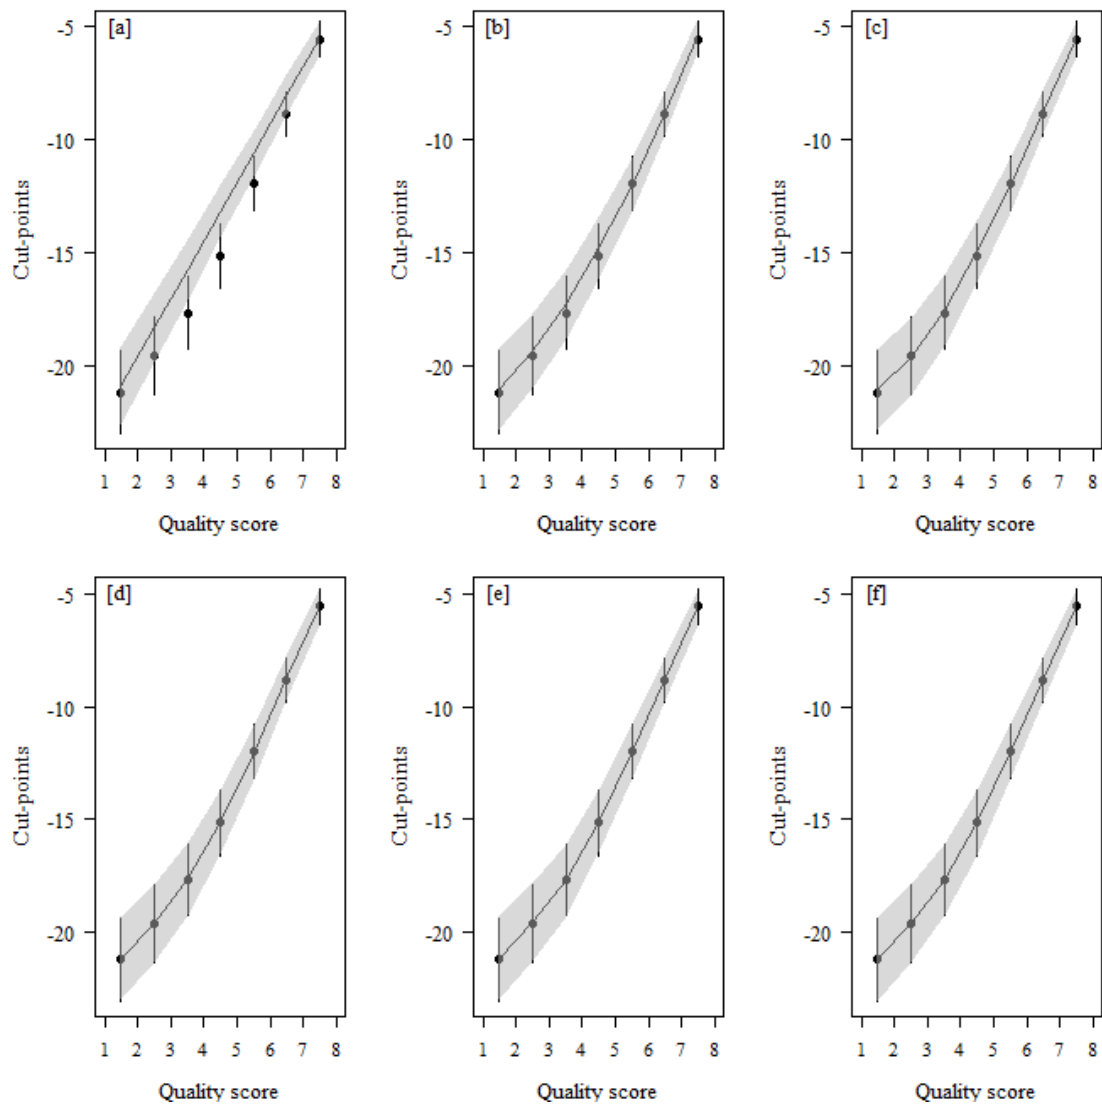 [a] [b] [c]
-5 -5 -5
-10 -10 -10
-15 -15 -15
-20 -20 -20
Cut-points Cut-points Cut-points
1 2 3 4 5 6 7 8 1 2 3 4 5 6 7 8 1 2 3 4 5 6 7 8
Quality score Quality score Quality score
[d] [e] [f]
-5 -5 -5
-10 -10 -10
-15 -15 -15
-20 -20 -20
Cut-points Cut-points Cut-points
1 2 3 4 5 6 7 8 1 2 3 4 5 6 7 8 1 2 3 4 5 6 7 8
Quality score Quality score Quality score